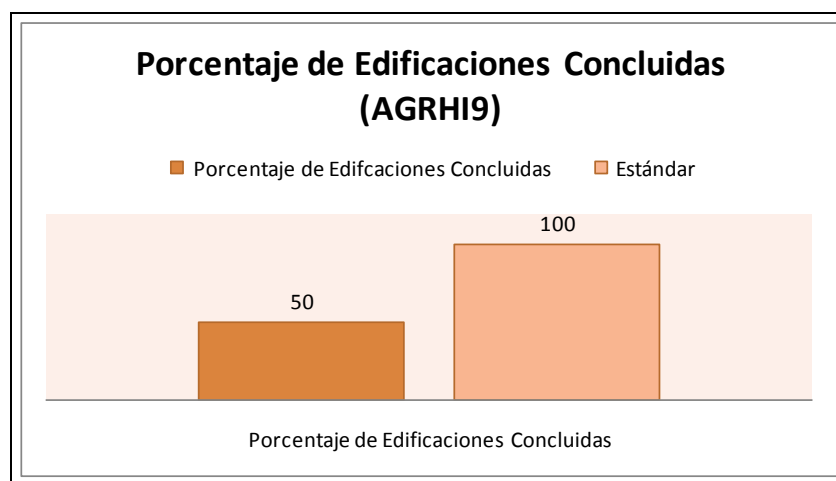 Porcentaje de Edificaciones Concluidas
(AGRHI9)
Porcentaje de Edifcaciones Concluidas
Estándar
100
50
Porcentaje de Edificaciones Concluidas